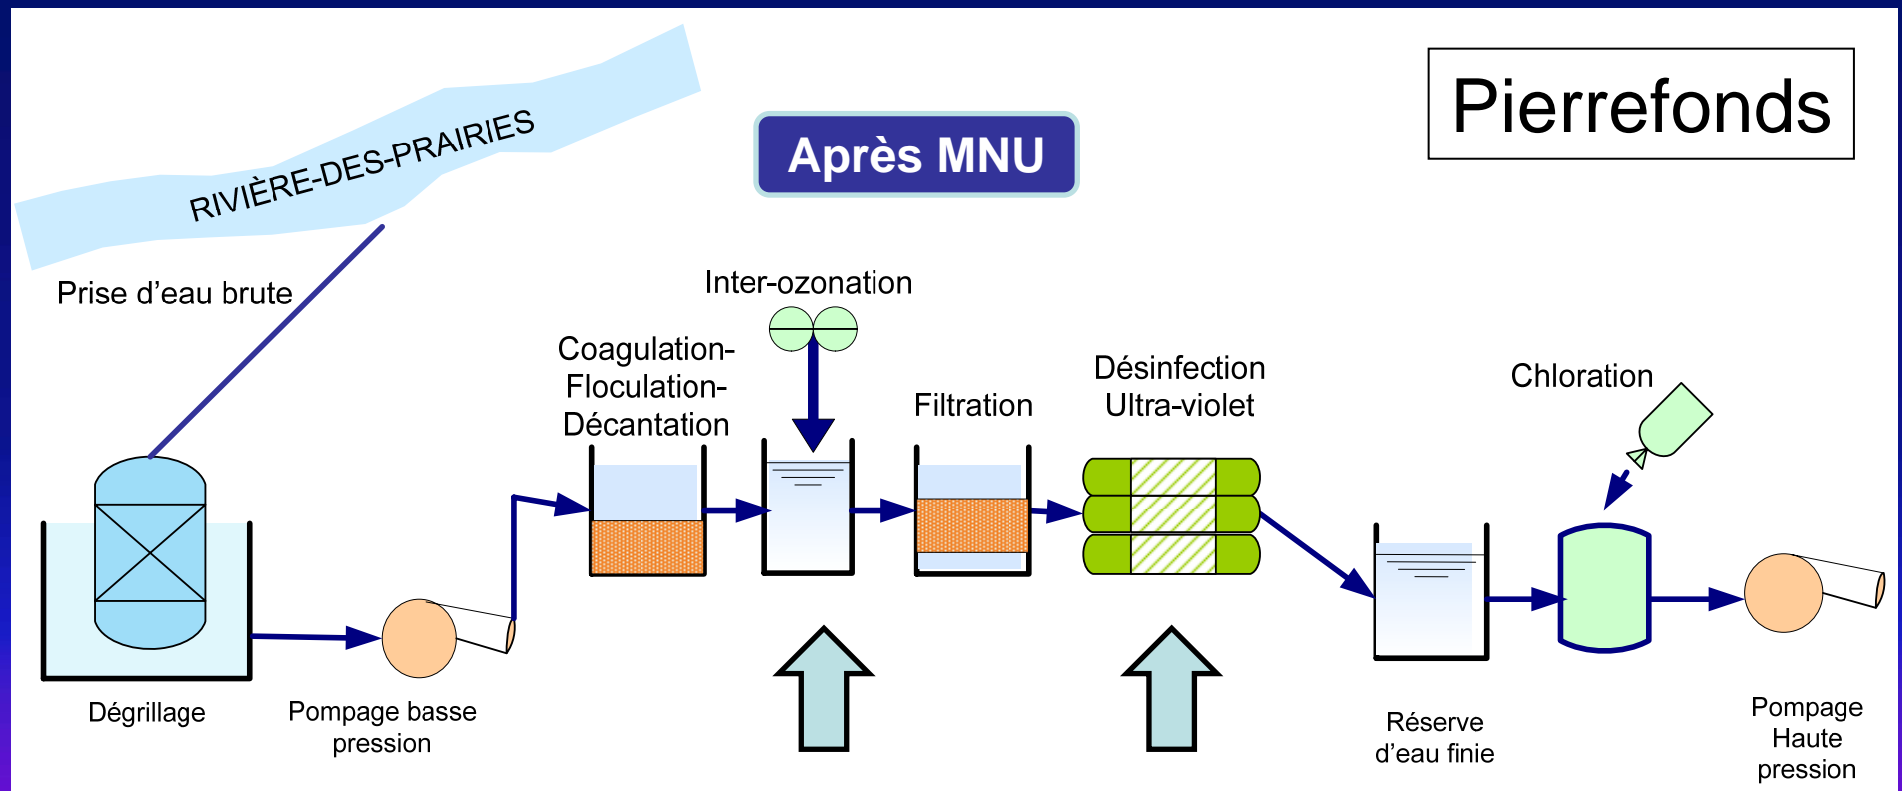 Pierrefonds
Après MNU
RIVIÈRE-DES-PRAIRIES
Prise d'eau brute
Inter-ozonation
Coagulation-
Floculation-
Décantation
Filtration
Désinfection
Ultra-violet
Chloration
Dégrillage
Pompage basse
pression
Réserve
d'eau finie
Pompage
Haute
pression